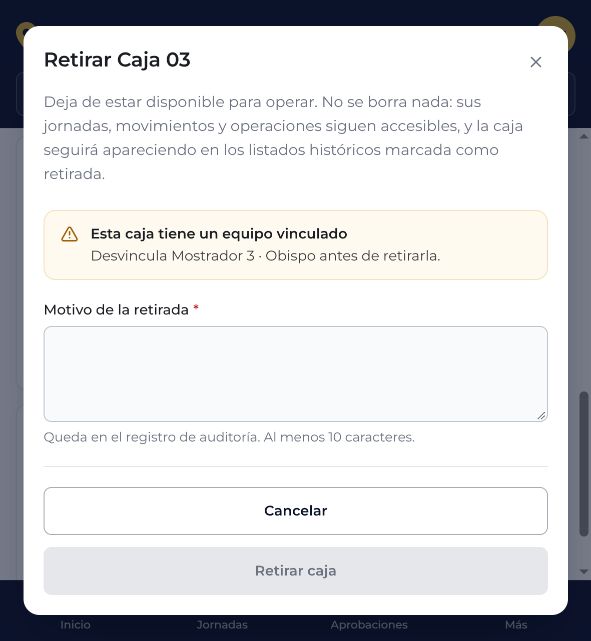 Retirar Caja 03
Deja de estar disponible para operar. No se borra nada: sus
jornadas, movimientos y operaciones siguen accesibles, y la caja
seguirá apareciendo en los listados históricos marcada como
retirada.
Esta caja tiene un equipo vinculado
Desvincula Mostrador 3 · Obispo antes de retirarla.
Motivo de la retirada *
Queda en el registro de auditoría. Al menos 10 caracteres.
Cancelar
Retirar caja
Inicio Jornadas Aprobaciones Más